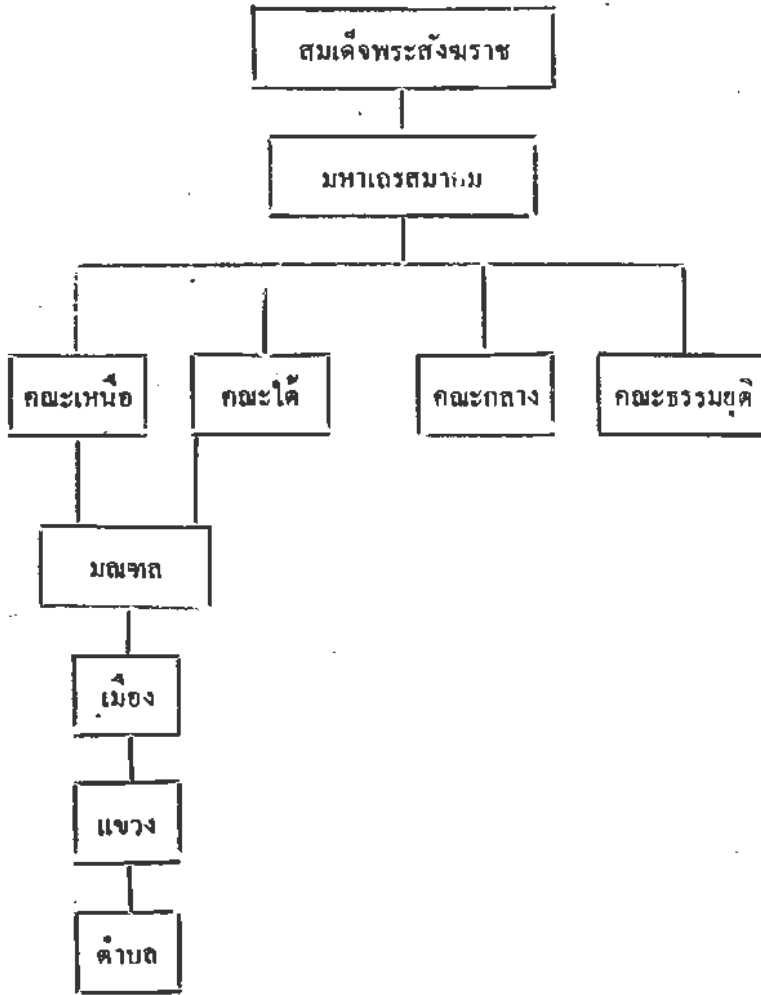 สมเด็จพระสังฆราช
มหาเถรสมาคม
คณะเหนือ
คณะใต้
คณะกลาง
คณะธรรมยุติ
มณฑล
เมือง
แขวง
ตำบล